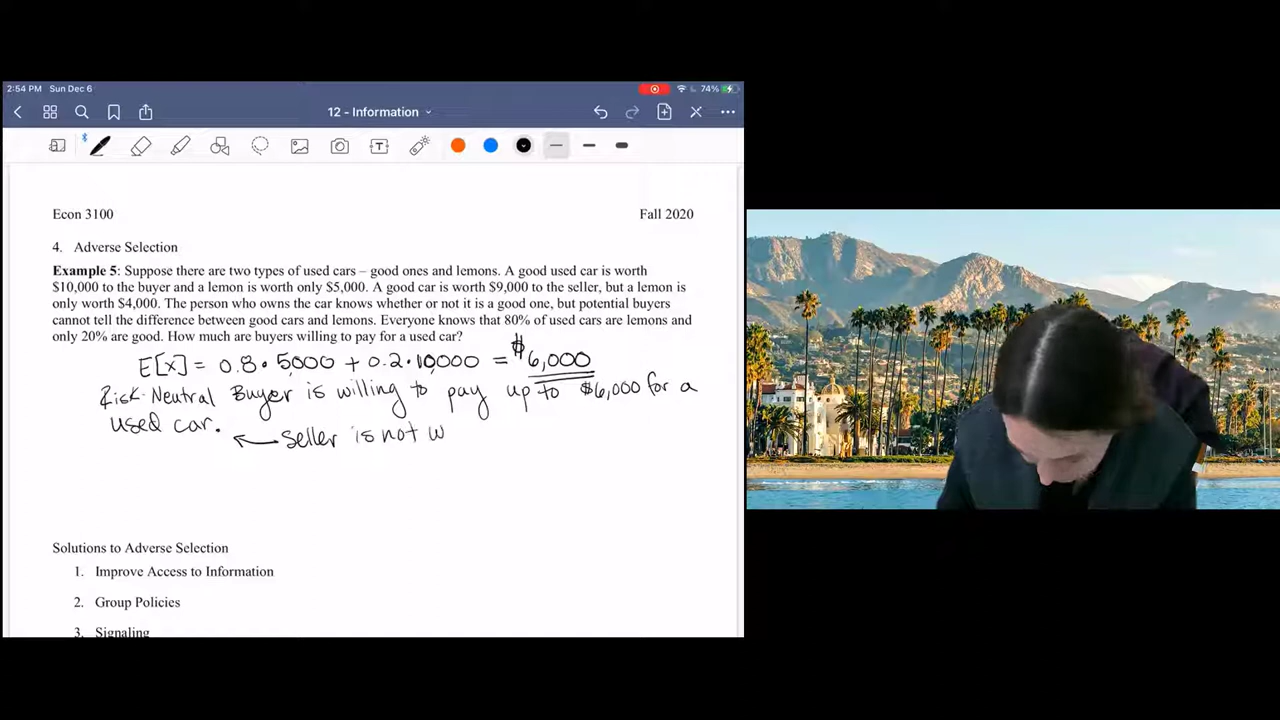 2:54 PM Sun Dec 6
74%
12 - Information
T
Econ 3100
Fall 2020
4. Adverse Selection
Example 5: Suppose there are two types of used cars – good ones and lemons. A good used car is worth
$10,000 to the buyer and a lemon is worth only $5,000. A good car is worth $9,000 to the seller, but a lemon is
only worth $4,000. The person who owns the car knows whether or not it is a good one, but potential buyers
cannot tell the difference between good cars and lemons. Everyone knows that 80% of used cars are lemons and
only 20% are good. How much are buyers willing to pay for a used car?
E[x] = 0.8 · 5,000 + 0.2 · 10,000 = $6,000
Risk-Neutral Buyer is willing to pay up to $6,000 for a
used car. ← Seller is not w
Solutions to Adverse Selection
1. Improve Access to Information
2. Group Policies
3. Signaling